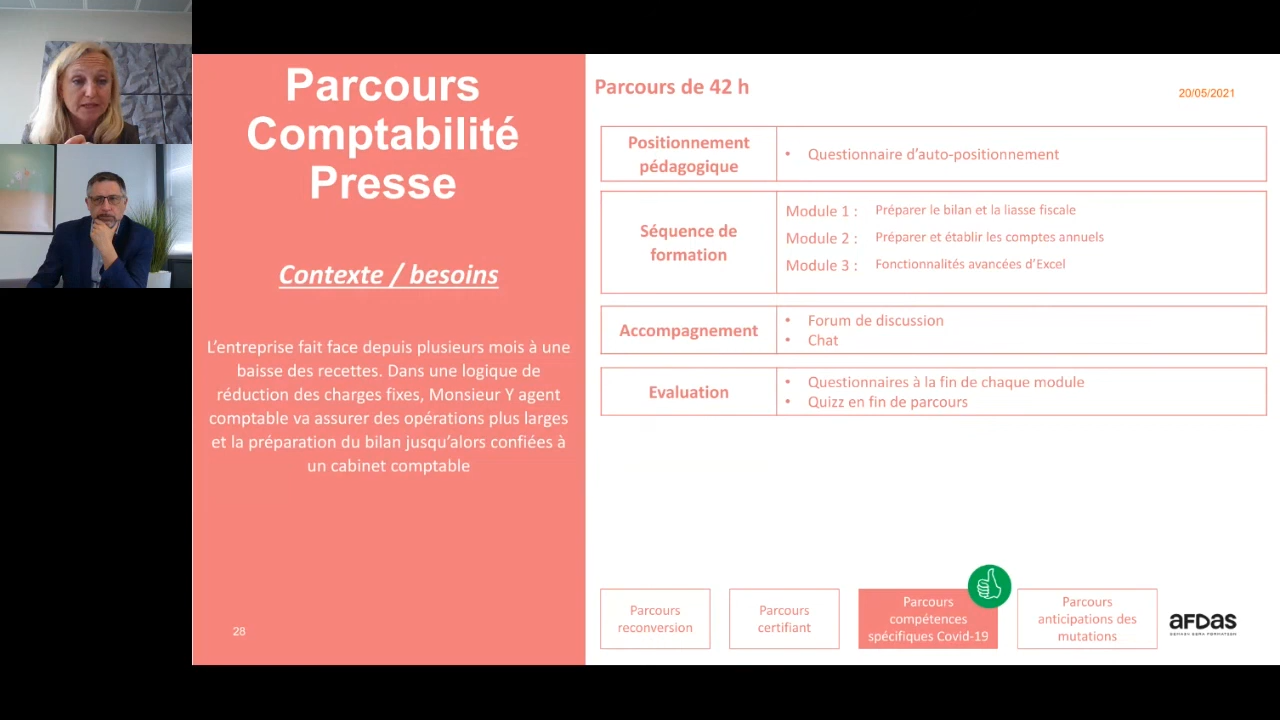 Parcours
Comptabilité
Presse
Contexte / besoins
L’entreprise fait face depuis plusieurs mois à une
baisse des recettes. Dans une logique de
réduction des charges fixes, Monsieur Y agent
comptable va assurer des opérations plus larges
et la préparation du bilan jusqu’alors confiées à
un cabinet comptable
28
Parcours de 42 h
20/05/2021
Positionnement
pédagogique
• Questionnaire d’auto-positionnement
Séquence de
formation
Module 1 : Préparer le bilan et la liasse fiscale
Module 2 : Préparer et établir les comptes annuels
Module 3 : Fonctionnalités avancées d’Excel
Accompagnement
• Forum de discussion
• Chat
Evaluation
• Questionnaires à la fin de chaque module
• Quizz en fin de parcours
Parcours
reconversion
Parcours
certifiant
Parcours
compétences
spécifiques Covid-19
Parcours
anticipations des
mutations
AFDAS